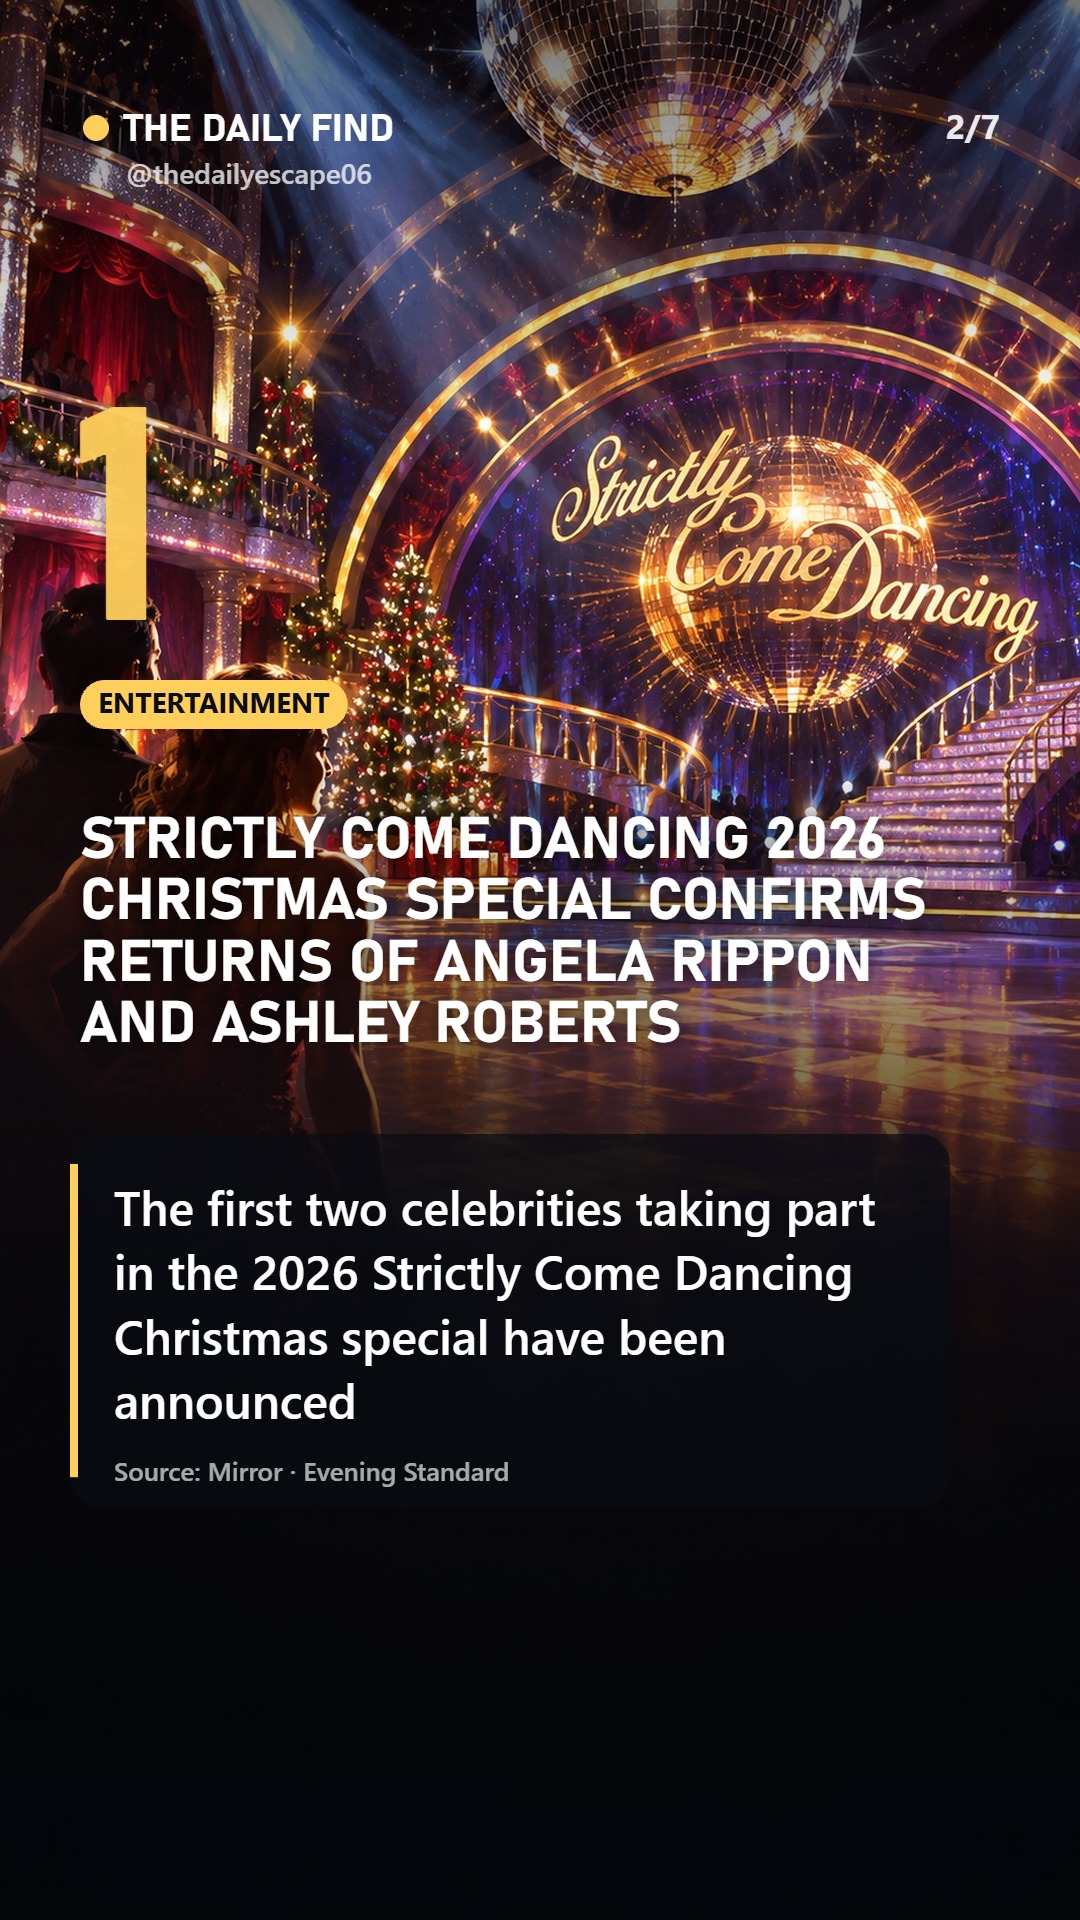 THE DAILY FIND
@thedailyescape06
2/7
Strictly
Come Dancing
1
ENTERTAINMENT
STRICTLY COME DANCING 2026
CHRISTMAS SPECIAL CONFIRMS
RETURNS OF ANGELA RIPPON
AND ASHLEY ROBERTS
The first two celebrities taking part
in the 2026 Strictly Come Dancing
Christmas special have been
announced
Source: Mirror · Evening Standard